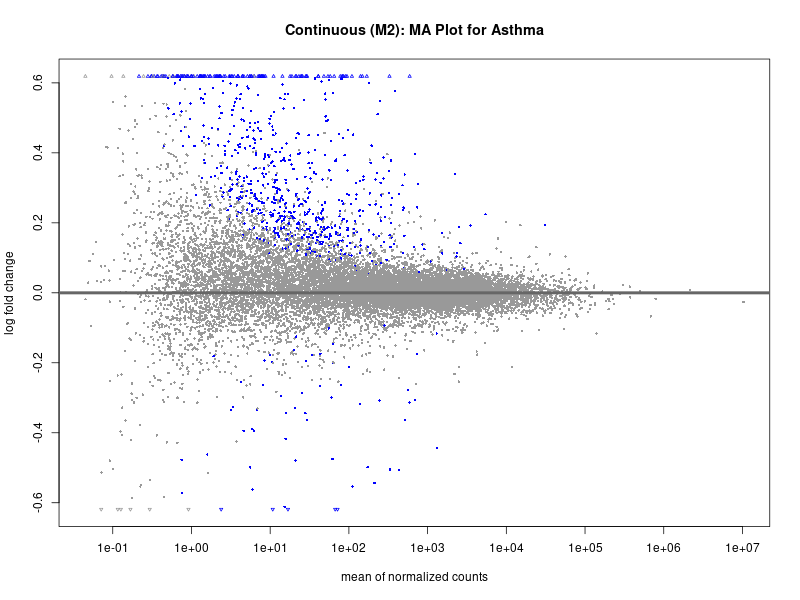 Continuous (M2): MA Plot for Asthma
log fold change
0.6
0.4
0.2
0.0
-0.2
-0.4
-0.6
1e-01 1e+00 1e+01 1e+02 1e+03 1e+04 1e+05 1e+06 1e+07
mean of normalized counts